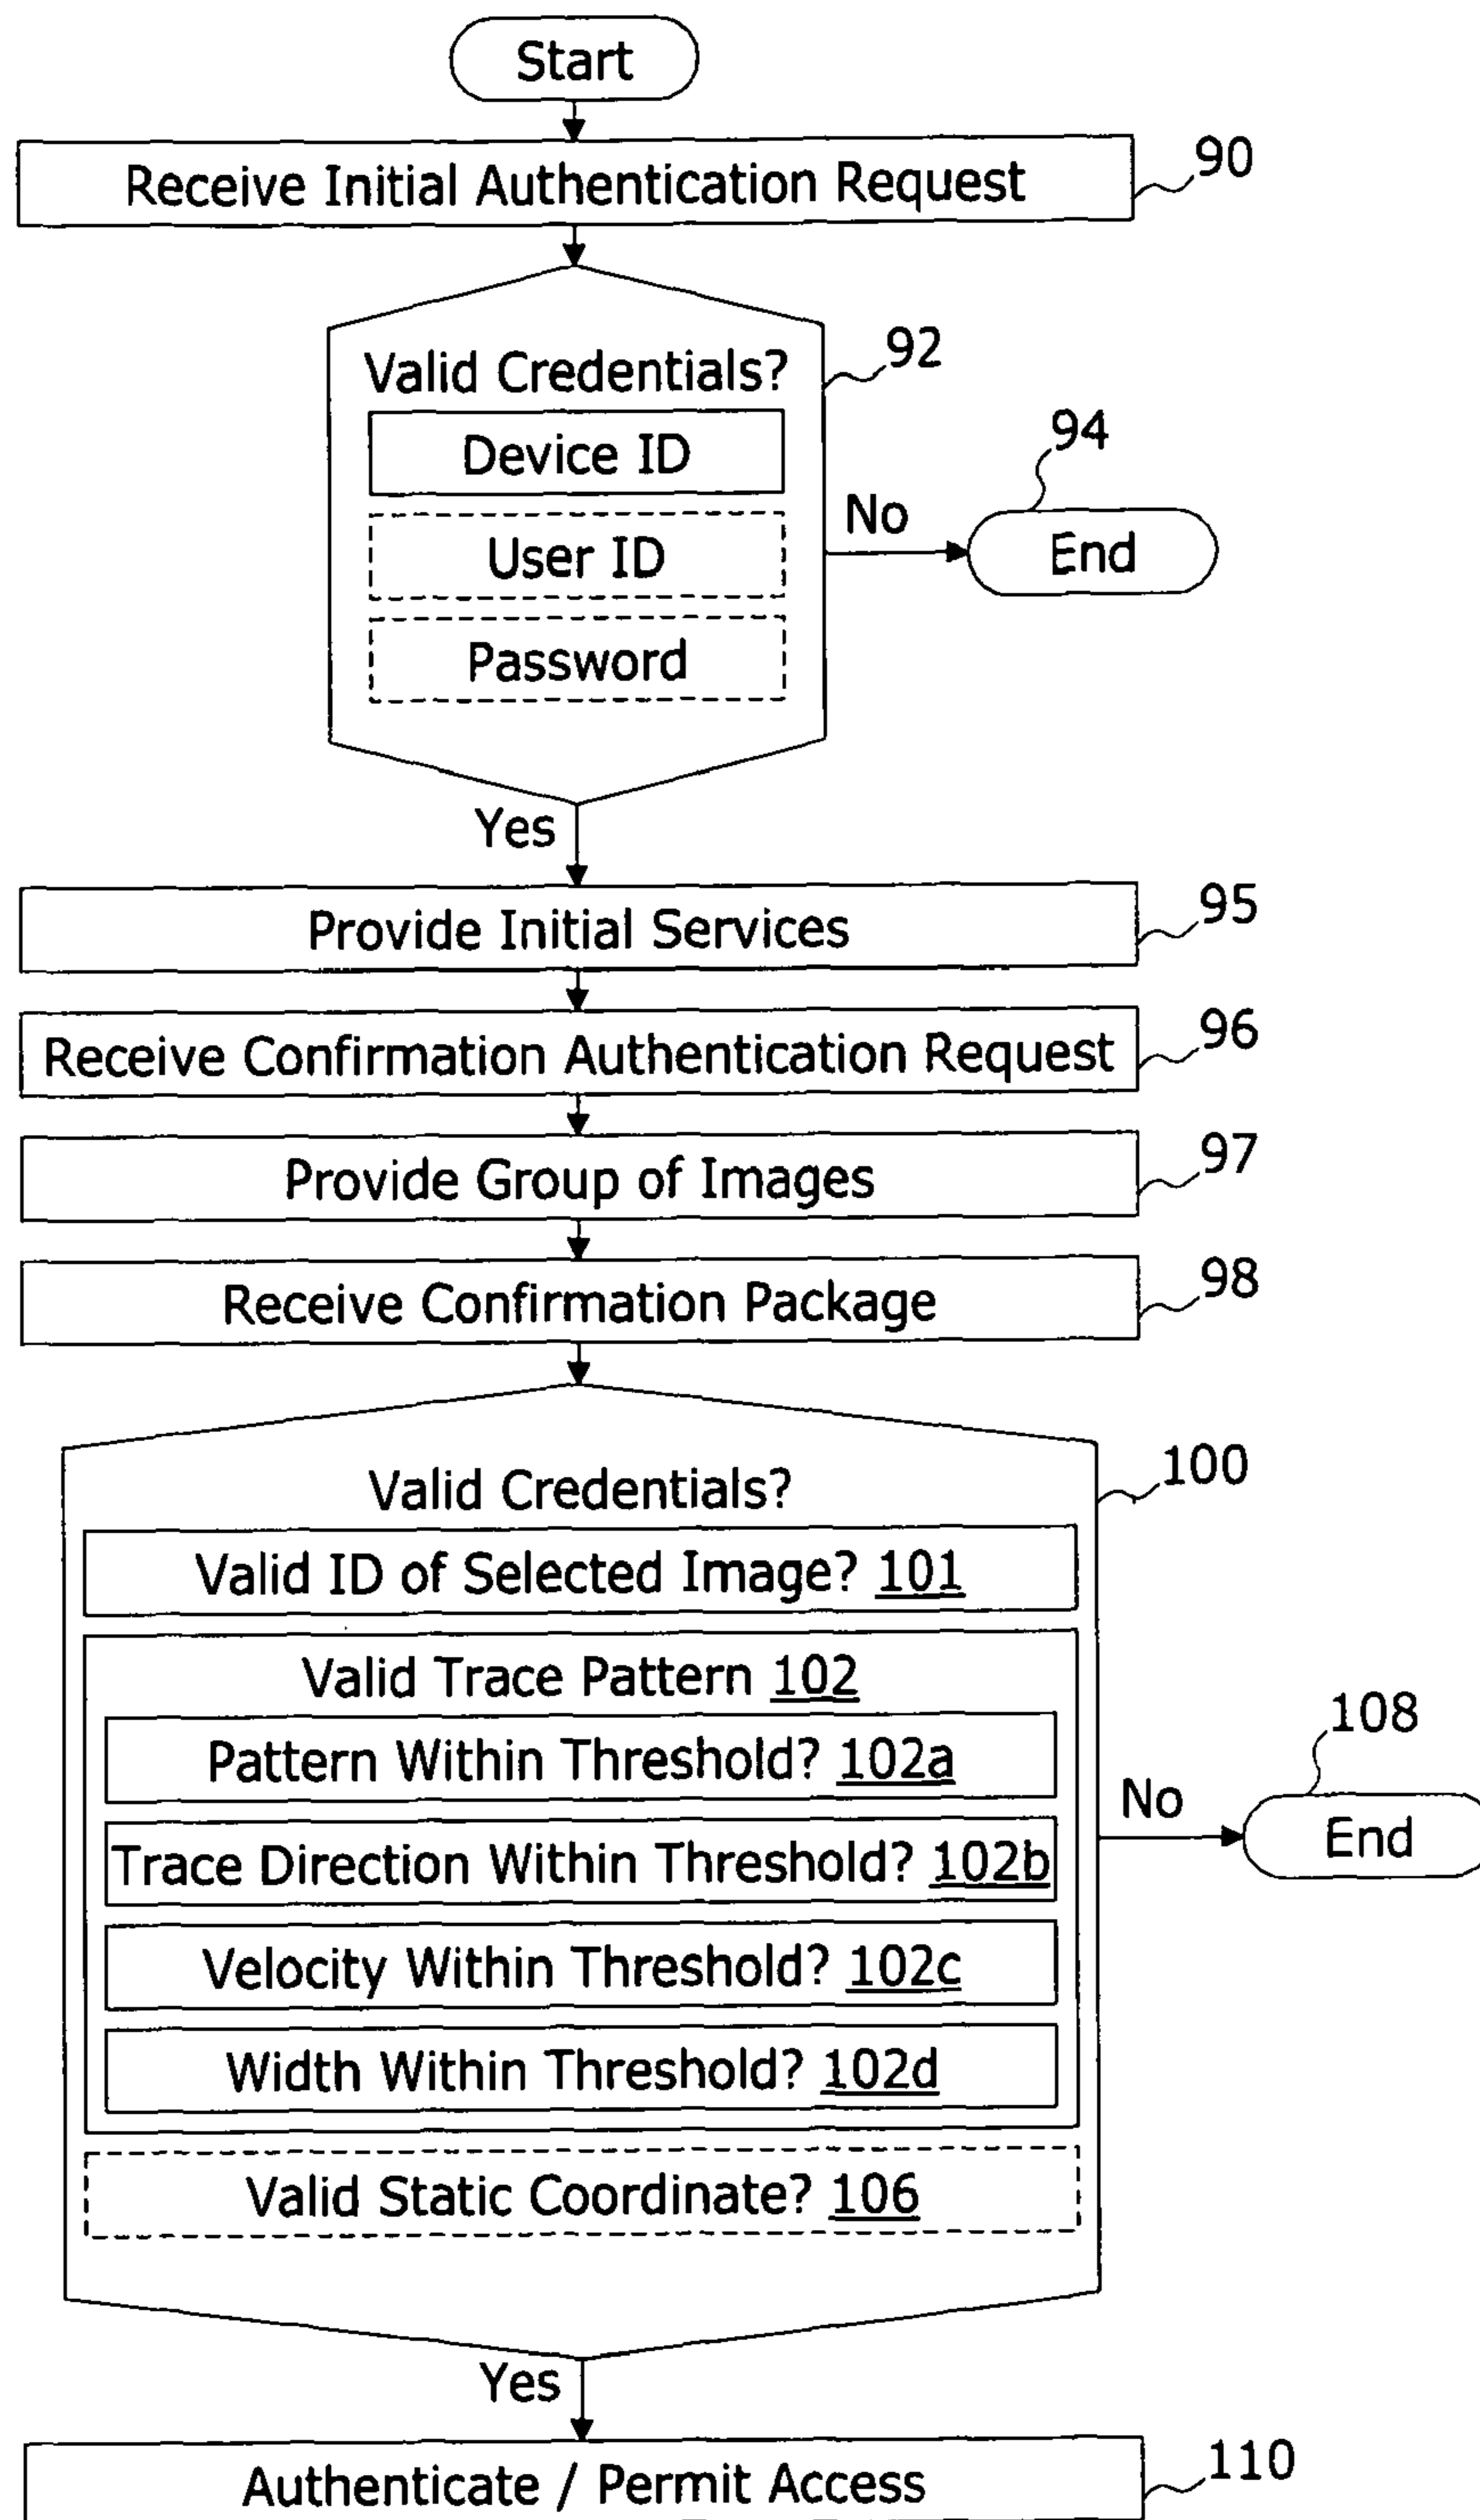 Start
Receive Initial Authentication Request
90
Valid Credentials?
92
Device ID
User ID
Password
No
94
End
Yes
Provide Initial Services
95
Receive Confirmation Authentication Request
96
Provide Group of Images
97
Receive Confirmation Package
98
Valid Credentials?
100
Valid ID of Selected Image? 101
Valid Trace Pattern 102
Pattern Within Threshold? 102a
Trace Direction Within Threshold? 102b
Velocity Within Threshold? 102c
Width Within Threshold? 102d
Valid Static Coordinate? 106
No
108
End
Yes
Authenticate / Permit Access
110